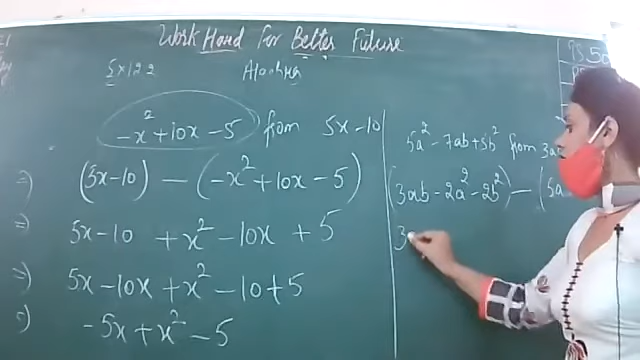 Work Hard For Better Future
Ex 12.2 Algebra
-x² + 10x - 5 from 5x - 10
⇒) (5x - 10) - (-x² + 10x - 5)
⇒) 5x - 10 + x² - 10x + 5
⇒) 5x - 10x + x² - 10 + 5
⇒) -5x + x² - 5
5a² - 7ab + 5b² from 3ab
(3ab - 2a² - 2b²) - (5a
3